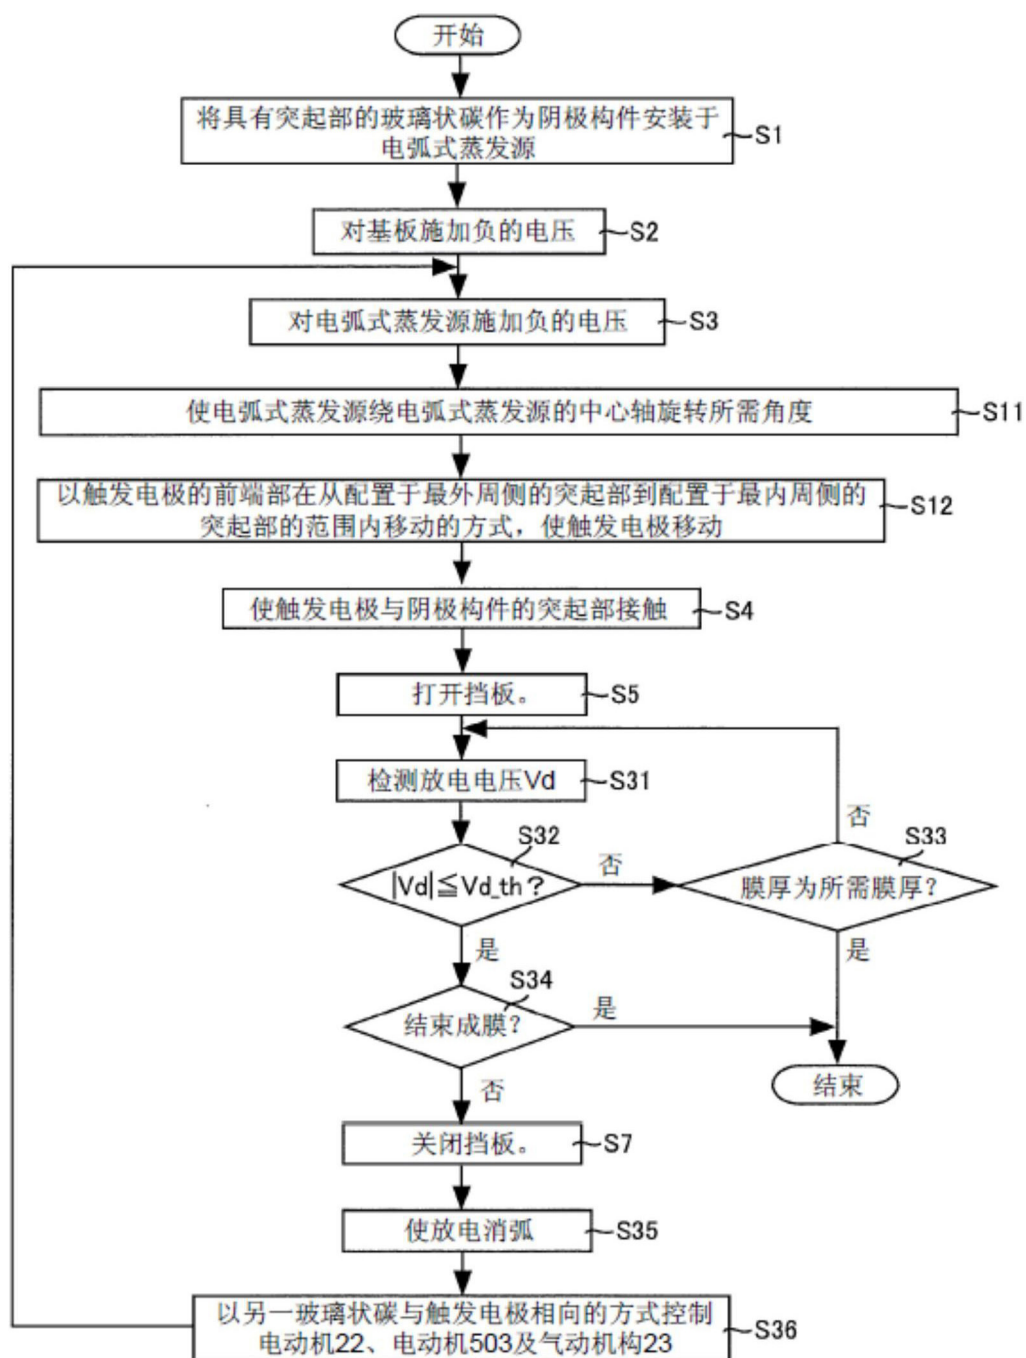 开始
将具有突起部的玻璃状碳作为阴极构件安装于
电弧式蒸发源
S1
对基板施加负的电压
S2
对电弧式蒸发源施加负的电压
S3
使电弧式蒸发源绕电弧式蒸发源的中心轴旋转所需角度
S11
以触发电极的前端部在从配置于最外周侧的突起部到配置于最内周侧的
突起部的范围内移动的方式，使触发电极移动
S12
使触发电极与阴极构件的突起部接触
S4
打开挡板。
S5
检测放电电压Vd
S31
|Vd|≦Vd_th？
S32
否
膜厚为所需膜厚？
S33
否
是
是
结束成膜？
S34
是
结束
否
关闭挡板。
S7
使放电消弧
S35
以另一玻璃状碳与触发电极相向的方式控制
电动机22、电动机503及气动机构23
S36